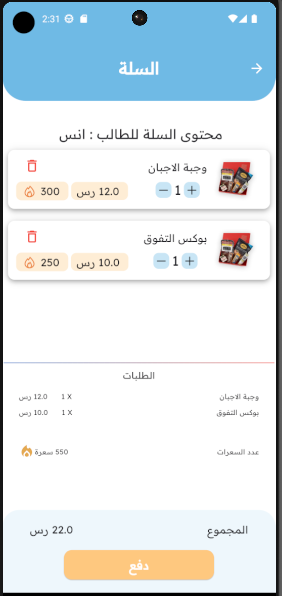 2:31
السلة
محتوى السلة للطالب : انس
وجبة الاجبان
1
12.0 رس
300
بوكس التفوق
1
10.0 رس
250
الطلبات
وجبة الاجبان 1 X 12.0 رس
بوكس التفوق 1 X 10.0 رس
عدد السعرات 550 سعرة
المجموع 22.0 رس
دفع